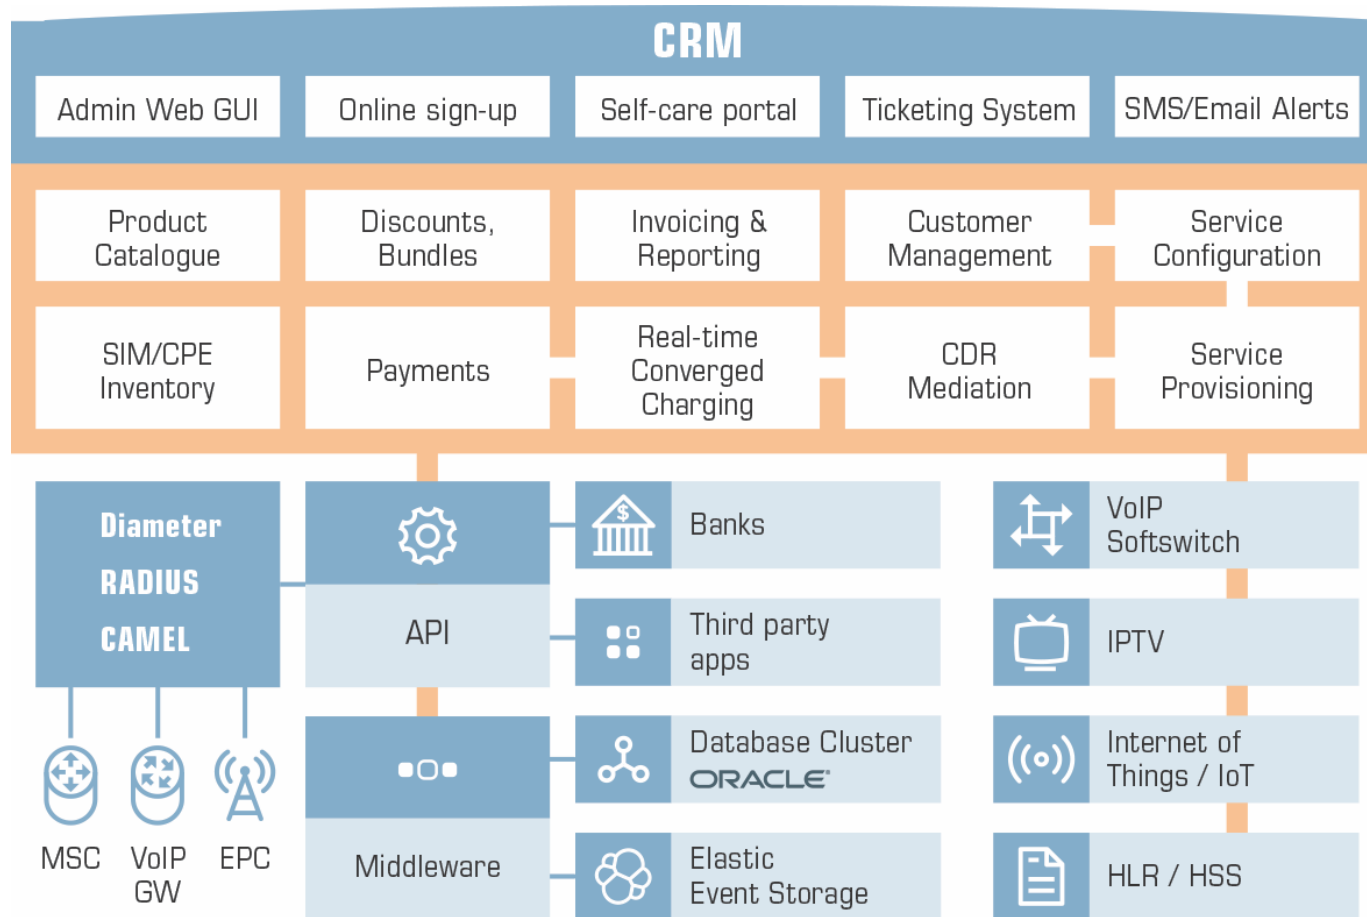 CRM
Admin Web GUI
Online sign-up
Self-care portal
Ticketing System
SMS/Email Alerts
Product
Catalogue
Discounts,
Bundles
Invoicing &
Reporting
Customer
Management
Service
Configuration
SIM/CPE
Inventory
Payments
Real-time
Converged
Charging
CDR
Mediation
Service
Provisioning
Diameter
RADIUS
CAMEL
MSC
VoIP
GW
EPC
API
Middleware
$
Banks
Third party
apps
Database Cluster
ORACLE®
Elastic
Event Storage
VoIP
Softswitch
IPTV
Internet of
Things / IoT
HLR / HSS